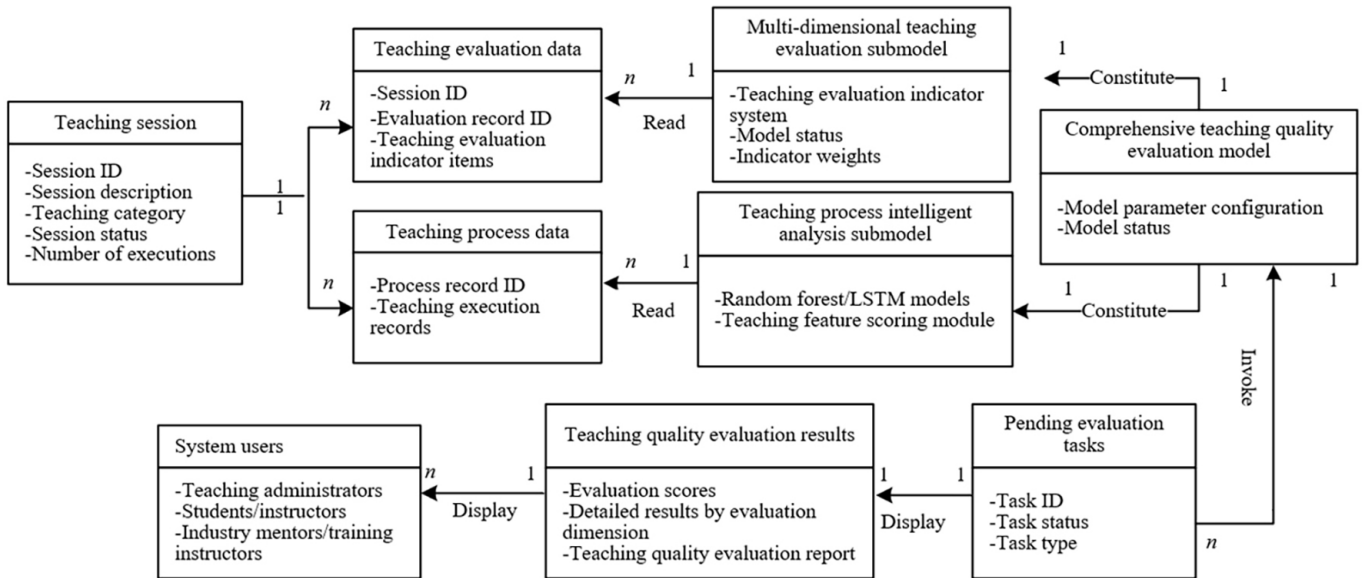 Teaching session
-Session ID
-Session description
-Teaching category
-Session status
-Number of executions
1
1
n
n
Teaching evaluation data
-Session ID
-Evaluation record ID
-Teaching evaluation
indicator items
Teaching process data
-Process record ID
-Teaching execution
records
n
1
Read
n
1
Read
Multi-dimensional teaching
evaluation submodel
-Teaching evaluation indicator
system
-Model status
-Indicator weights
Teaching process intelligent
analysis submodel
-Random forest/LSTM models
-Teaching feature scoring module
1
Constitute
1
Comprehensive teaching quality
evaluation model
-Model parameter configuration
-Model status
1
Constitute
1
1
Invoke
n
System users
-Teaching administrators
-Students/instructors
-Industry mentors/training
instructors
n
1
Display
Teaching quality evaluation results
-Evaluation scores
-Detailed results by evaluation
dimension
-Teaching quality evaluation report
1
1
Display
Pending evaluation
tasks
-Task ID
-Task status
-Task type